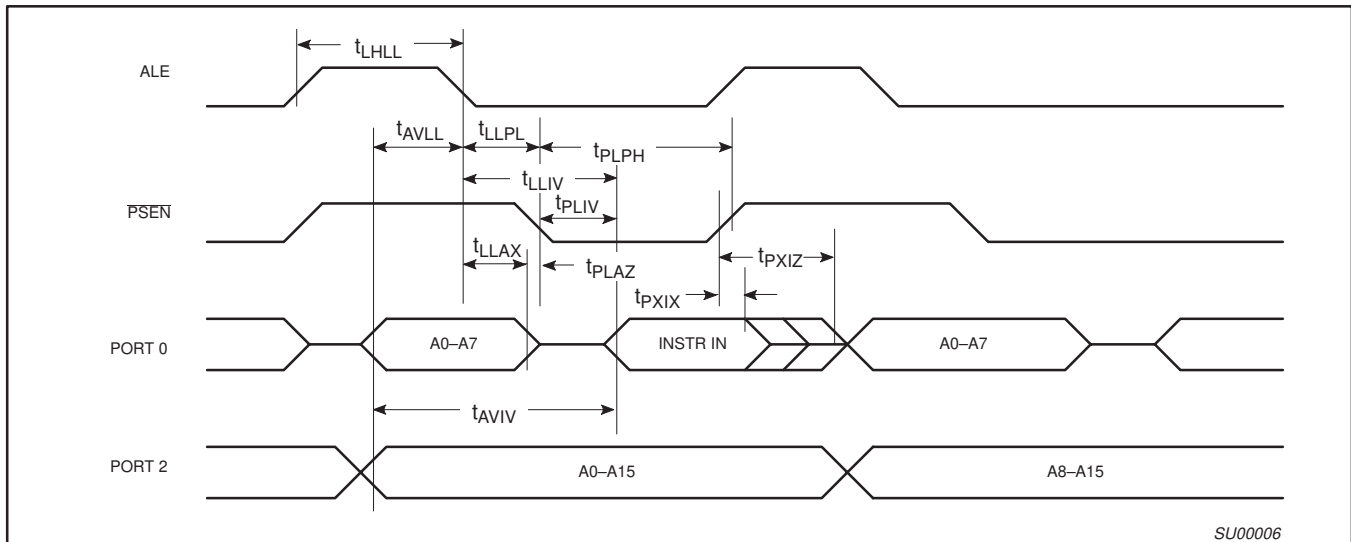 tLHLL
ALE
tAVLL tLLPL tPLPH
tLLIV
PSEN
tPLIV
tLLAX tPLAZ tPXIZ
tPXIX
PORT 0 A0–A7 INSTR IN A0–A7
tAVIV
PORT 2 A0–A15 A8–A15
SU00006